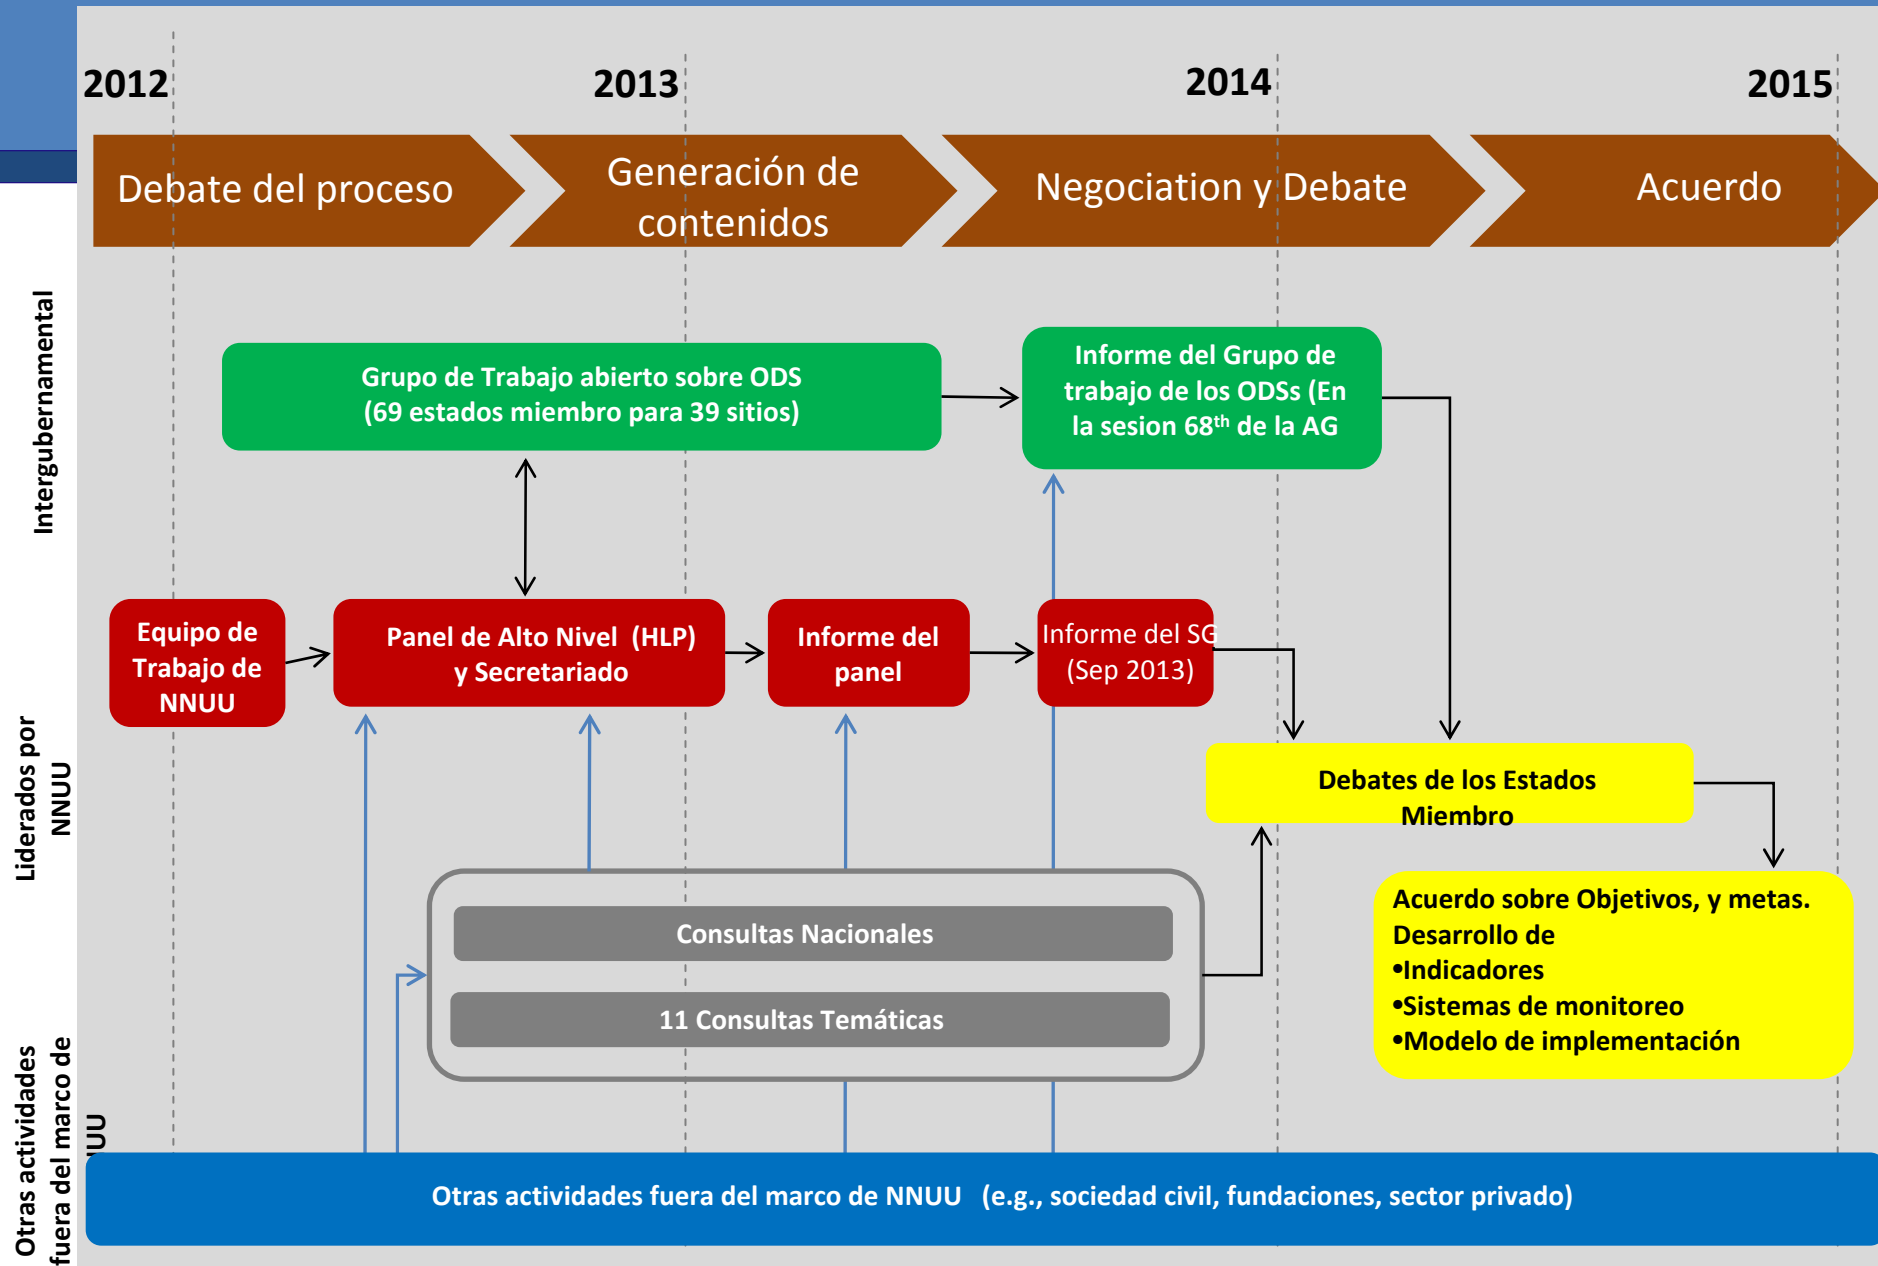 2012
2013
2014
2015
Debate del proceso
Generación de
contenidos
Negociation y Debate
Acuerdo
Intergubernamental
Grupo de Trabajo abierto sobre ODS
(69 estados miembro para 39 sitios)
Informe del Grupo de
trabajo de los ODSs (En
la sesion 68th de la AG
Liderados por
NNUU
Equipo de
Trabajo de
NNUU
Panel de Alto Nivel (HLP)
y Secretariado
Informe del
panel
Informe del SG
(Sep 2013)
Debates de los Estados
Miembro
Consultas Nacionales
11 Consultas Temáticas
Acuerdo sobre Objetivos, y metas.
Desarrollo de
•Indicadores
•Sistemas de monitoreo
•Modelo de implementación
Otras actividades
fuera del marco de
Otras actividades fuera del marco de NNUU (e.g., sociedad civil, fundaciones, sector privado)